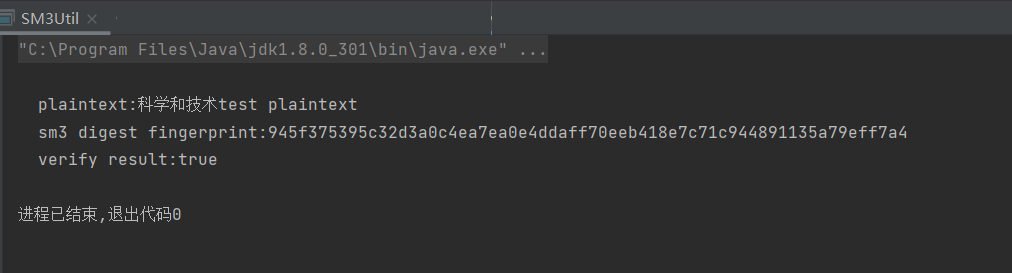 SM3Util
"C:\Program Files\Java\jdk1.8.0_301\bin\java.exe" ...
plaintext:科学和技术test plaintext
sm3 digest fingerprint:945f375395c32d3a0c4ea7ea0e4ddaff70eeb418e7c71c944891135a79eff7a4
verify result:true
进程已结束,退出代码0